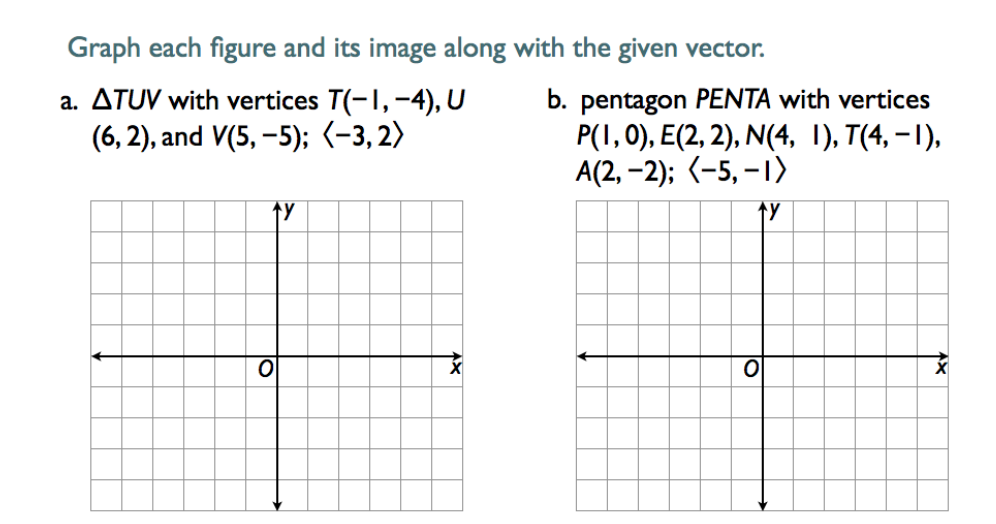 Graph each figure and its image along with the given vector.
a. ΔTUV with vertices T(−1, −4), U
(6, 2), and V(5, −5); ⟨−3, 2⟩
b. pentagon PENTA with vertices
P(1, 0), E(2, 2), N(4, 1), T(4, −1),
A(2, −2); ⟨−5, −1⟩
y
O
x
y
O
x